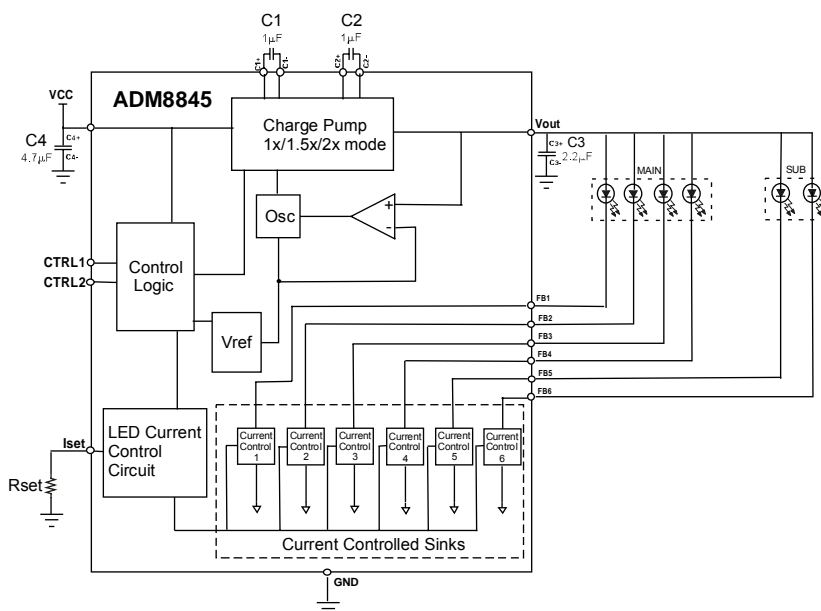 C1
1µF
C2
1µF
C1+
C1-
C2+
C2-
ADM8845
VCC
C4
4.7µF
C4+
C4-
Charge Pump
1x/1.5x/2x mode
Vout
C3+
C3-
C3
2.2µF
MAIN
SUB
Osc
+
-
CTRL1
CTRL2
Control
Logic
Vref
FB1
FB2
FB3
FB4
FB5
FB6
Iset
Rset
LED Current
Control
Circuit
Current
Control
1
Current
Control
2
Current
Control
3
Current
Control
4
Current
Control
5
Current
Control
6
Current Controlled Sinks
GND